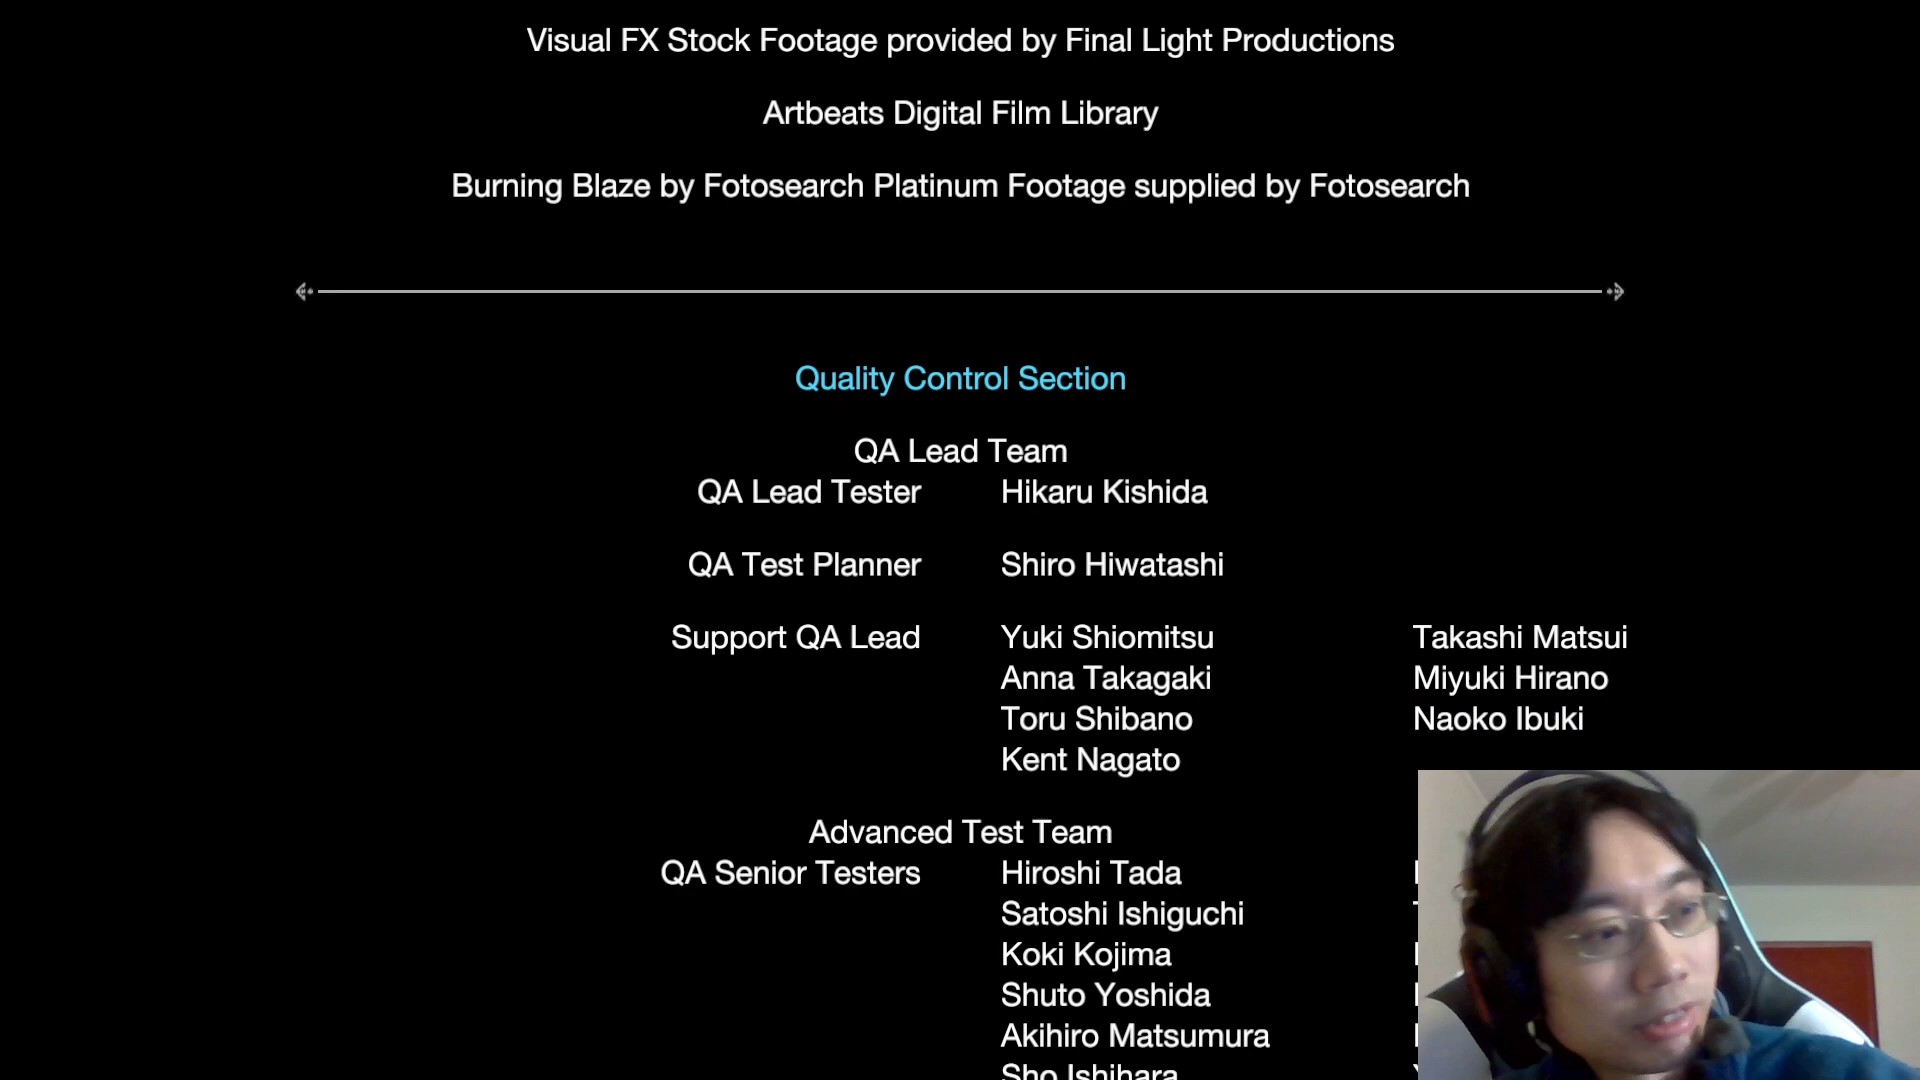 Visual FX Stock Footage provided by Final Light Productions
Artbeats Digital Film Library
Burning Blaze by Fotosearch Platinum Footage supplied by Fotosearch
Quality Control Section
QA Lead Team
QA Lead Tester Hikaru Kishida
QA Test Planner Shiro Hiwatashi
Support QA Lead Yuki Shiomitsu Takashi Matsui
Anna Takagaki Miyuki Hirano
Toru Shibano Naoko Ibuki
Kent Nagato
Advanced Test Team
QA Senior Testers Hiroshi Tada
Satoshi Ishiguchi
Koki Kojima
Shuto Yoshida
Akihiro Matsumura
Sho Ishihara